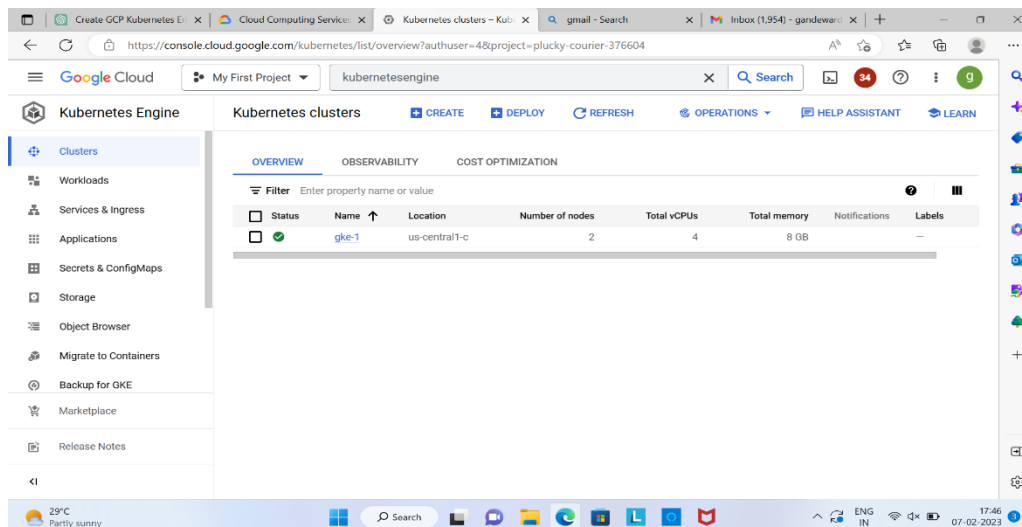 Create GCP Kubernetes En
Cloud Computing Services
Kubernetes clusters – Kub
gmail - Search
Inbox (1,954) - gandeward
https://console.cloud.google.com/kubernetes/list/overview?authuser=4&project=plucky-courier-376604
Google Cloud
My First Project
kubernetesengine
Search
34
g
Kubernetes Engine
Kubernetes clusters
CREATE
DEPLOY
REFRESH
OPERATIONS
HELP ASSISTANT
LEARN
Clusters
Workloads
Services & Ingress
Applications
Secrets & ConfigMaps
Storage
Object Browser
Migrate to Containers
Backup for GKE
Marketplace
Release Notes
OVERVIEW OBSERVABILITY COST OPTIMIZATION
Filter Enter property name or value
Status Name Location Number of nodes Total vCPUs Total memory Notifications Labels
gke-1 us-central1-c 2 4 8 GB —
29°C
Partly sunny
Search
L
ENG
IN
17:46
07-02-2023
3